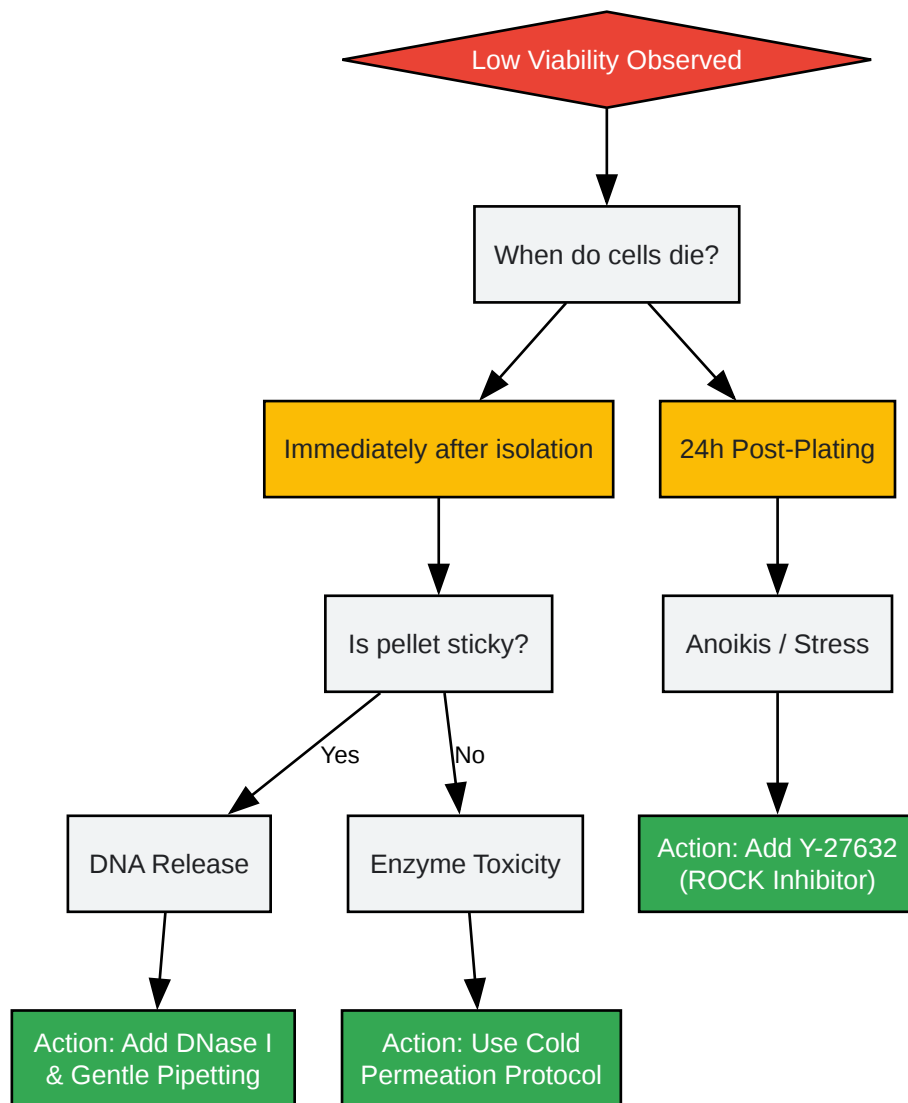 Low Viability Observed
When do cells die?
Immediately after isolation
24h Post-Plating
Is pellet sticky?
Anoikis / Stress
Yes
No
DNA Release
Enzyme Toxicity
Action: Add Y-27632
(ROCK Inhibitor)
Action: Add DNase I
& Gentle Pipetting
Action: Use Cold
Permeation Protocol